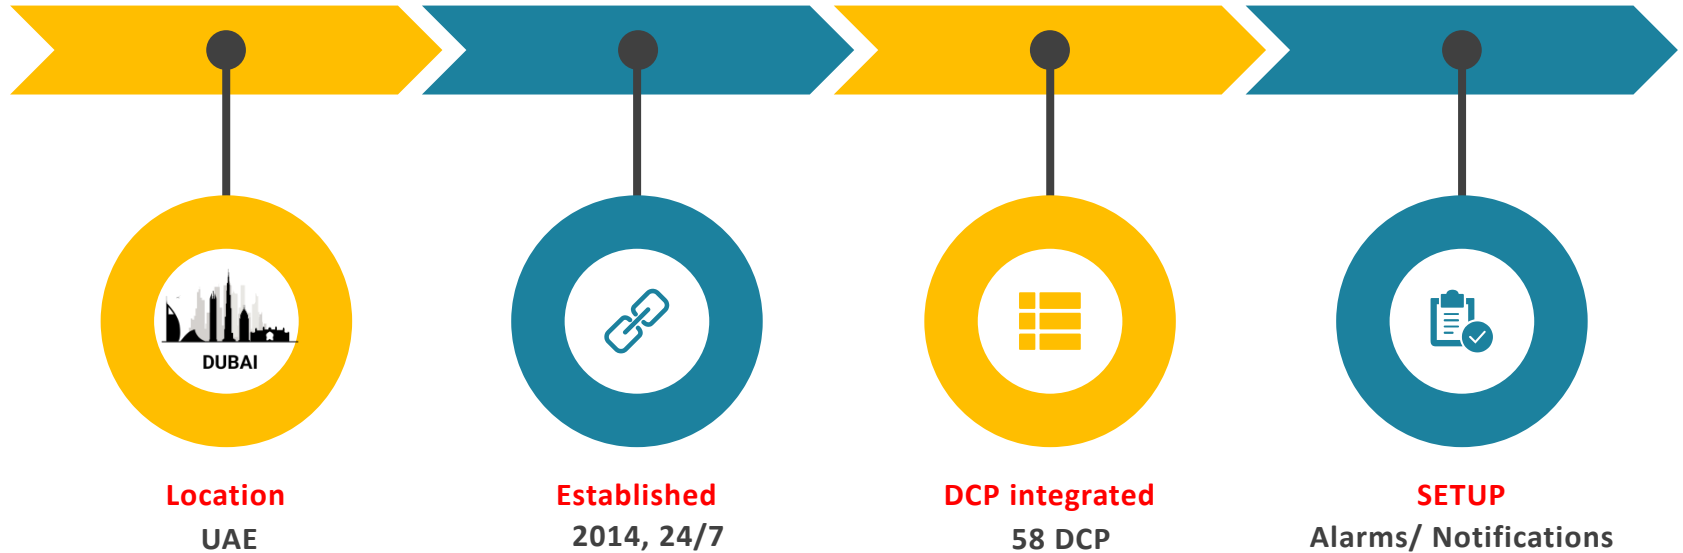 DUBAI
Location
UAE
Established
2014, 24/7
DCP integrated
58 DCP
SETUP
Alarms/ Notifications